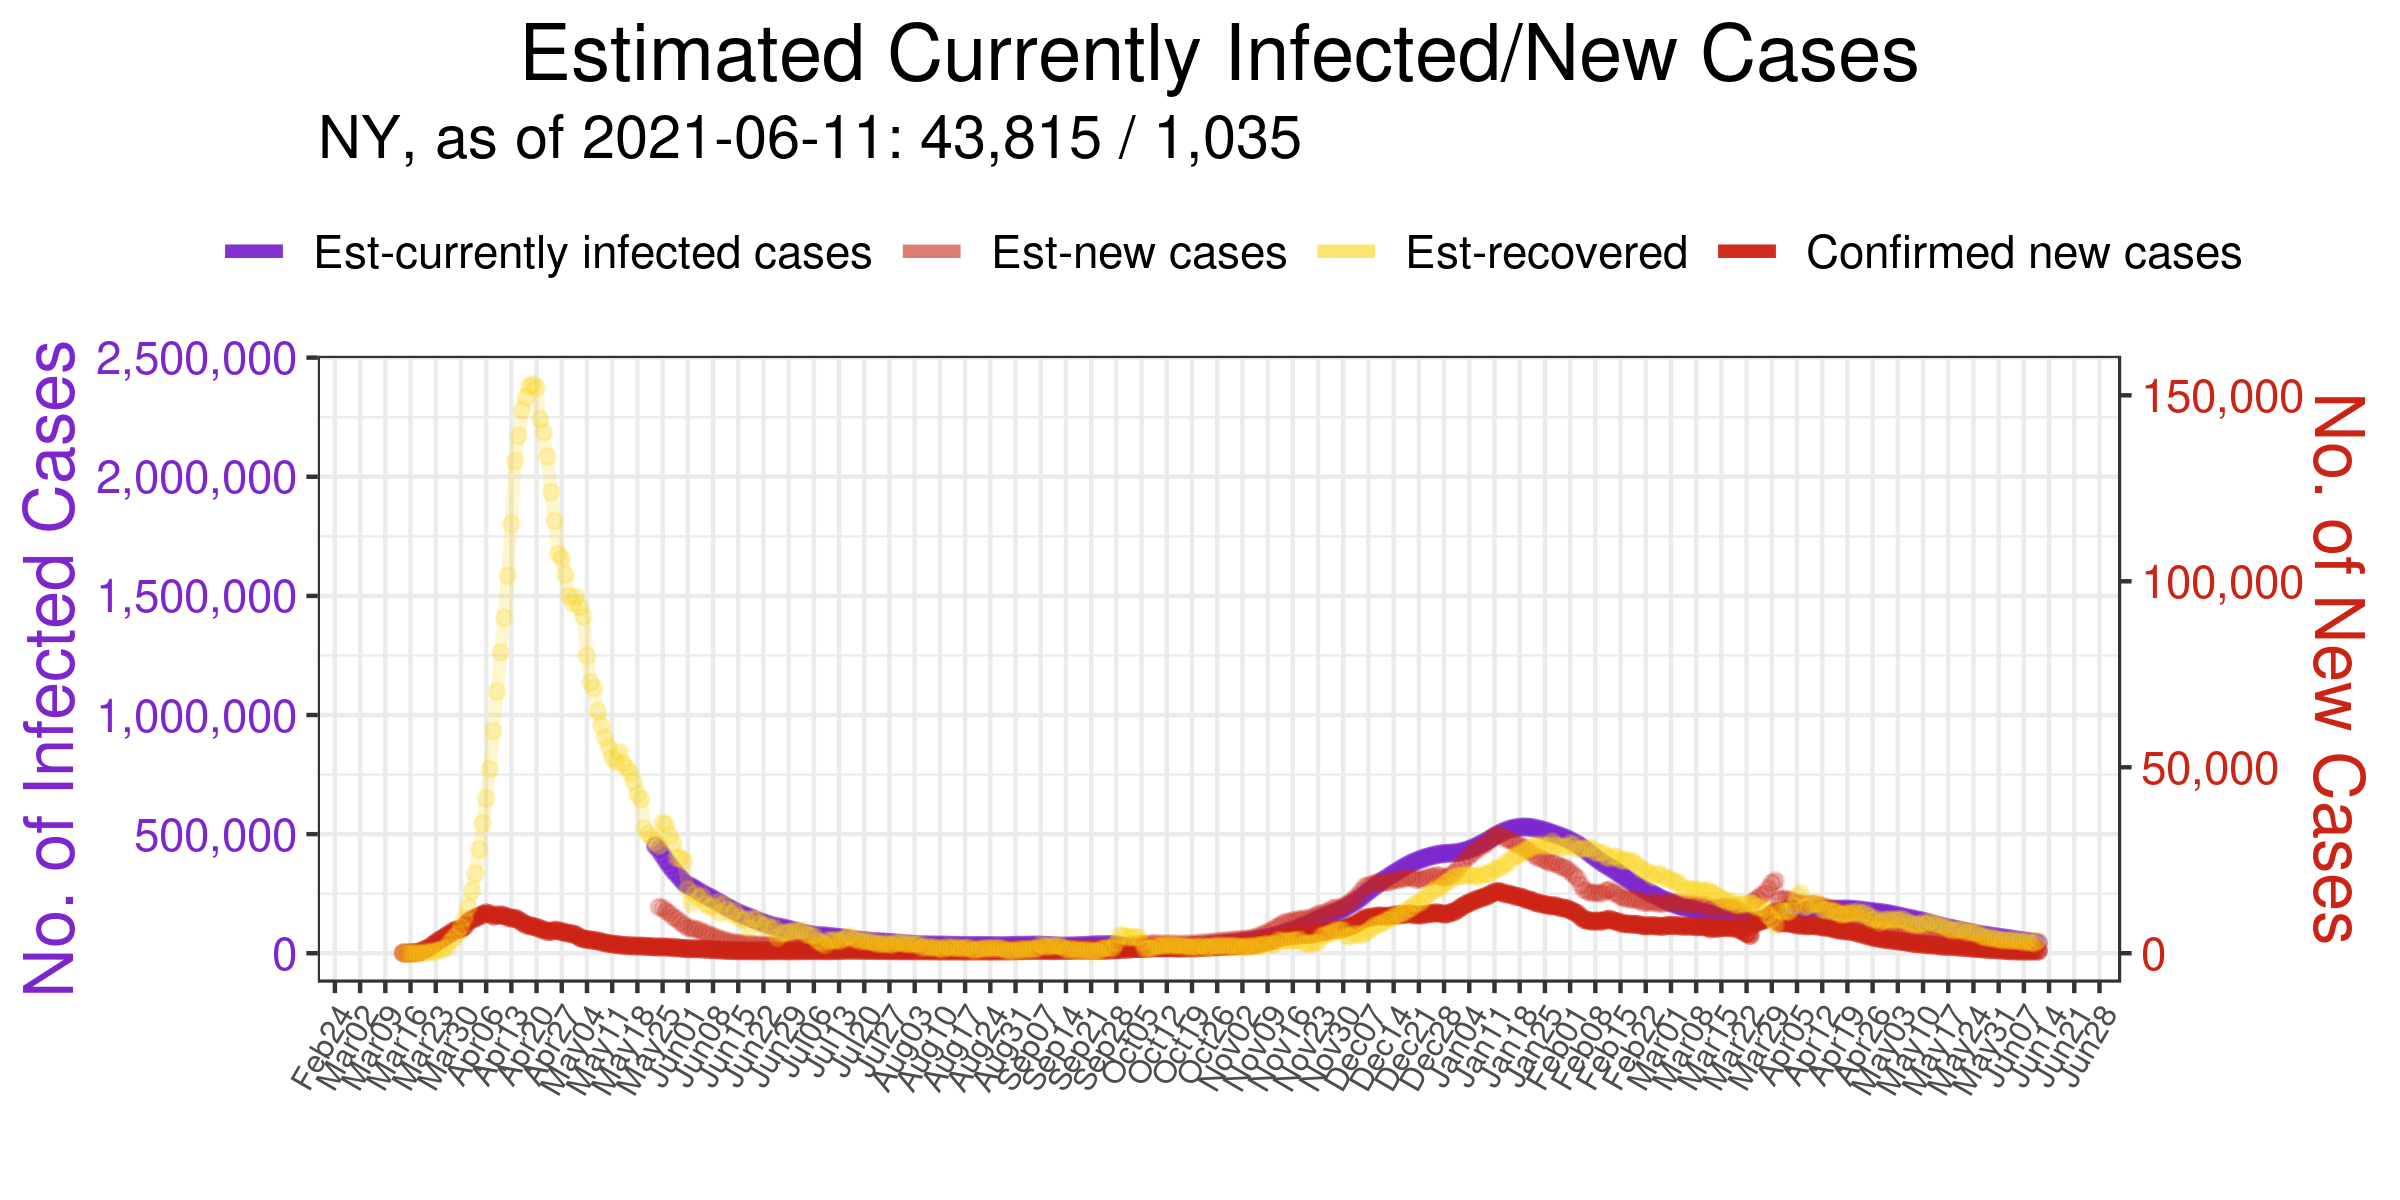 Estimated Currently Infected/New Cases
NY, as of 2021-06-11: 43,815 / 1,035
Est-currently infected cases Est-new cases Est-recovered Confirmed new cases
No. of Infected Cases
2,500,000
2,000,000
1,500,000
1,000,000
500,000
0
150,000
100,000
50,000
0
No. of New Cases
Feb24
Mar02
Mar09
Mar16
Mar23
Mar30
Apr06
Apr13
Apr20
Apr27
May04
May11
May18
May25
Jun01
Jun08
Jun15
Jun22
Jun29
Jul06
Jul13
Jul20
Jul27
Aug03
Aug10
Aug17
Aug24
Aug31
Sep07
Sep14
Sep21
Sep28
Oct05
Oct12
Oct19
Oct26
Nov02
Nov09
Nov16
Nov23
Nov30
Dec07
Dec14
Dec21
Dec28
Jan04
Jan11
Jan18
Jan25
Feb01
Feb08
Feb15
Feb22
Mar01
Mar08
Mar15
Mar22
Mar29
Apr05
Apr12
Apr19
Apr26
May03
May10
May17
May24
May31
Jun07
Jun14
Jun21
Jun28